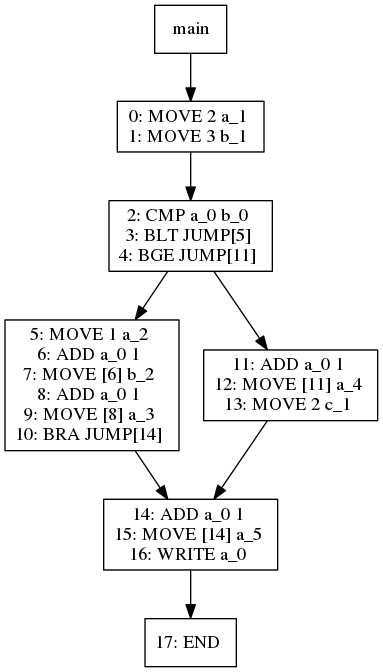 main
0: MOVE 2 a_1
1: MOVE 3 b_1
2: CMP a_0 b_0
3: BLT JUMP[5]
4: BGE JUMP[11]
5: MOVE 1 a_2
6: ADD a_0 1
7: MOVE [6] b_2
8: ADD a_0 1
9: MOVE [8] a_3
10: BRA JUMP[14]
11: ADD a_0 1
12: MOVE [11] a_4
13: MOVE 2 c_1
14: ADD a_0 1
15: MOVE [14] a_5
16: WRITE a_0
17: END